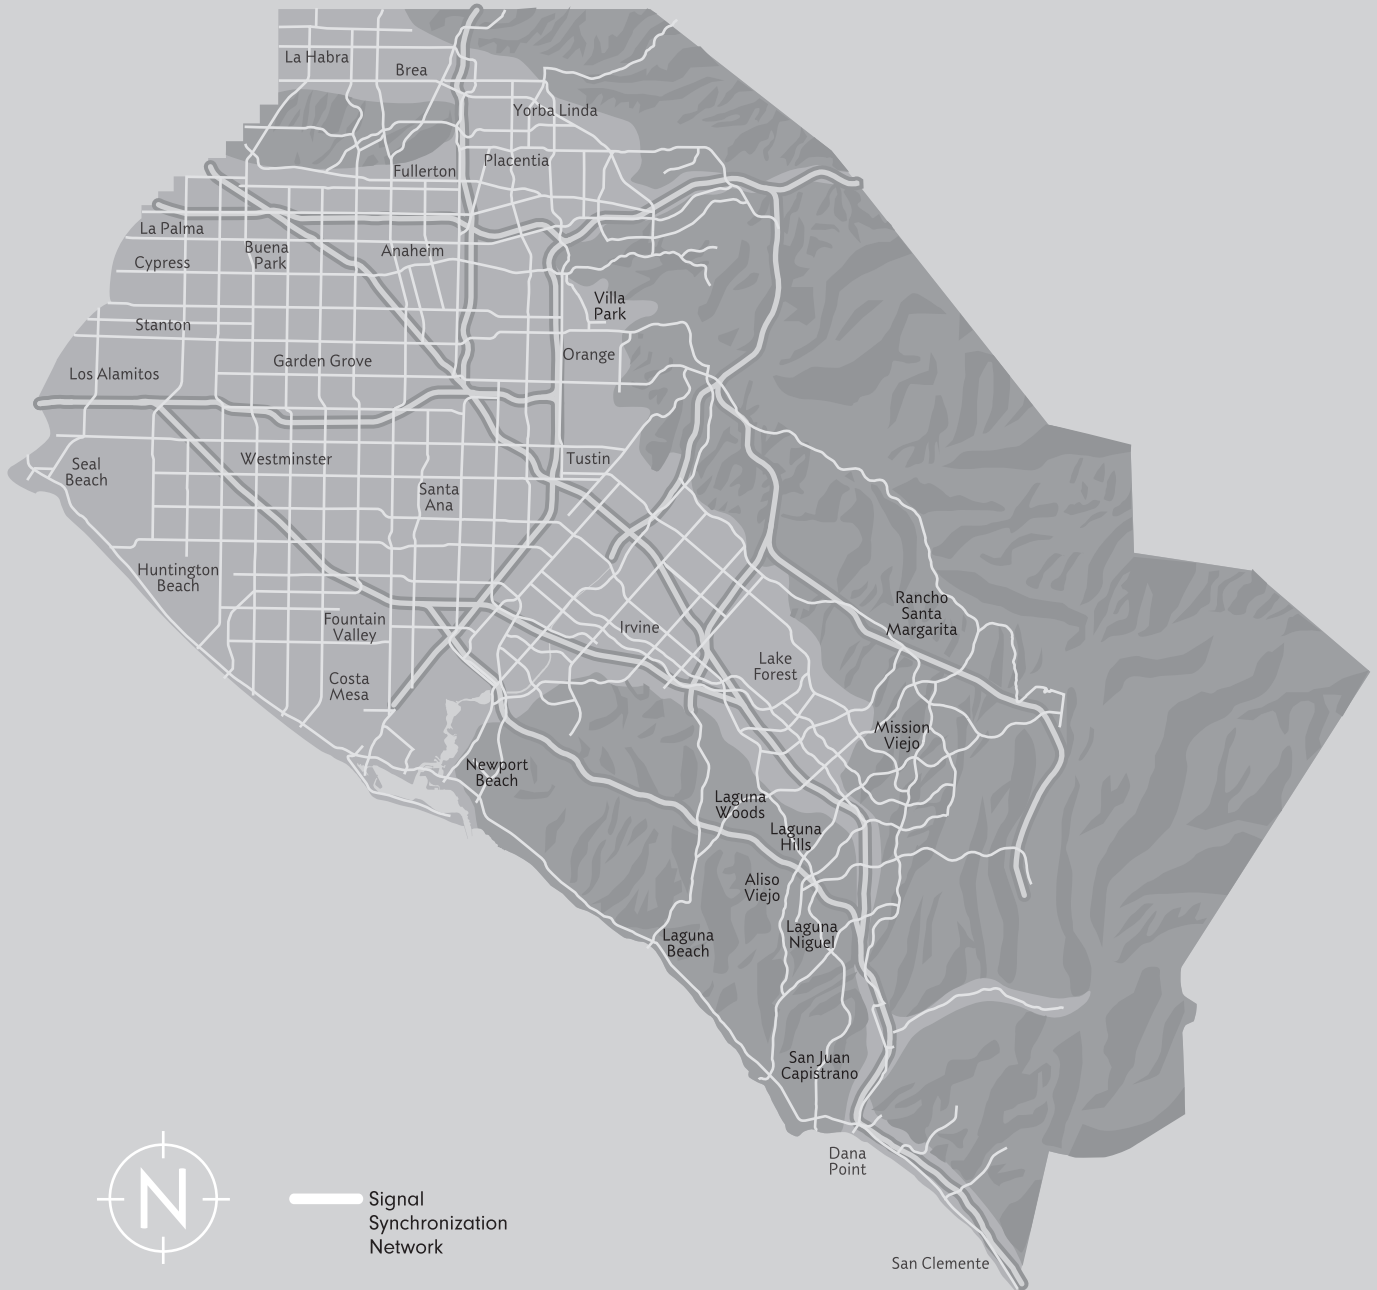 La Habra
Brea
Yorba Linda
Placentia
Fullerton
La Palma
Buena
Park
Anaheim
Cypress
Villa
Park
Stanton
Orange
Garden Grove
Los Alamitos
Westminster
Tustin
Seal
Beach
Santa
Ana
Huntington
Beach
Fountain
Valley
Irvine
Rancho
Santa
Margarita
Lake
Forest
Costa
Mesa
Mission
Viejo
Newport
Beach
Laguna
Woods
Laguna
Hills
Aliso
Viejo
Laguna
Niguel
Laguna
Beach
San Juan
Capistrano
Dana
Point
San Clemente
N
Signal
Synchronization
Network